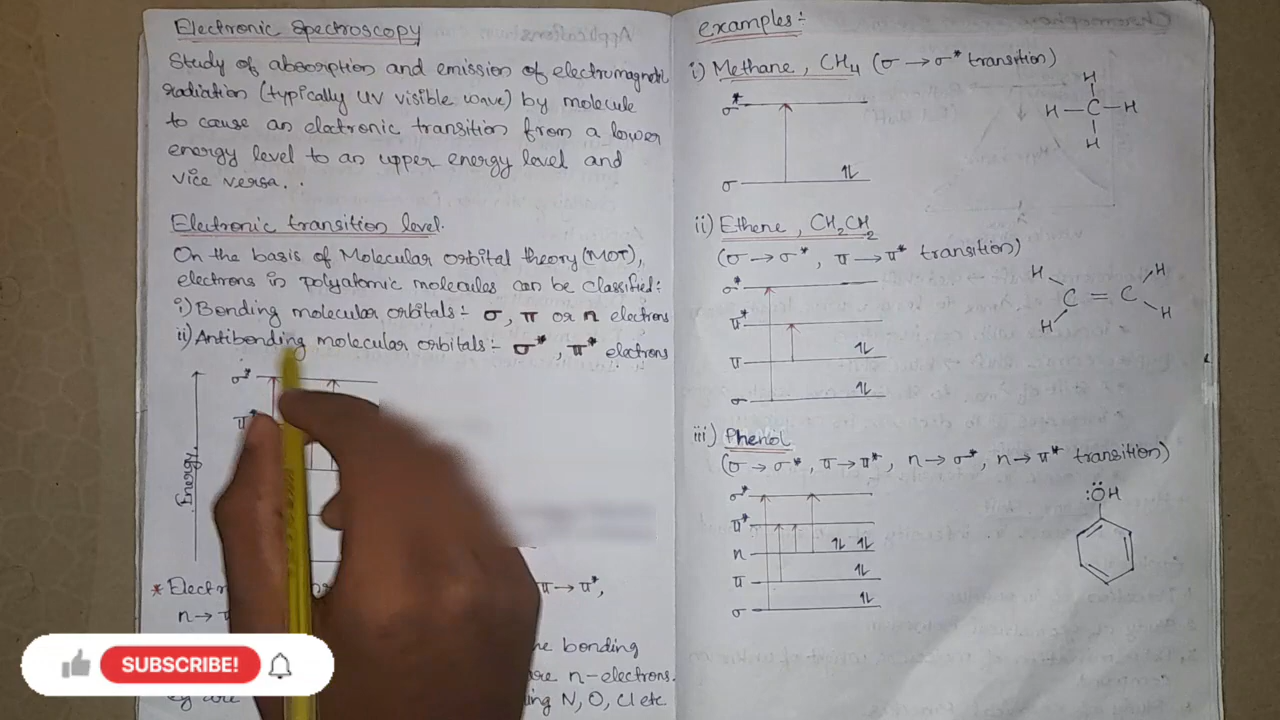 Electronic Spectroscopy
Study of absorption and emission of electromagnetic
radiation (typically UV visible wave) by molecule
to cause an electronic transition from a lower
energy level to an upper energy level and
vice versa.
Electronic transition level.
On the basis of Molecular orbital theory (MOT),
electrons in polyatomic molecules can be classified:
i) Bonding molecular orbitals:- σ, π or n electrons
ii) Antibonding molecular orbitals:- σ*, π* electrons
σ*
π*
Energy
* Electr
π→π*,
n→π
e bonding
are n-electrons.
ey are
N, O, Cl etc.
SUBSCRIBE!
examples:-
i) Methane, CH4 (σ→σ* transition)
σ*
σ
H
H-C-H
H
ii) Ethene, CH2CH2
(σ→σ*, π→π* transition)
σ*
π*
π
σ
H H
C=C
H H
iii) Phenol
(σ→σ*, π→π*, n→σ*, n→π* transition)
σ*
π*
n
π
σ
:ÖH